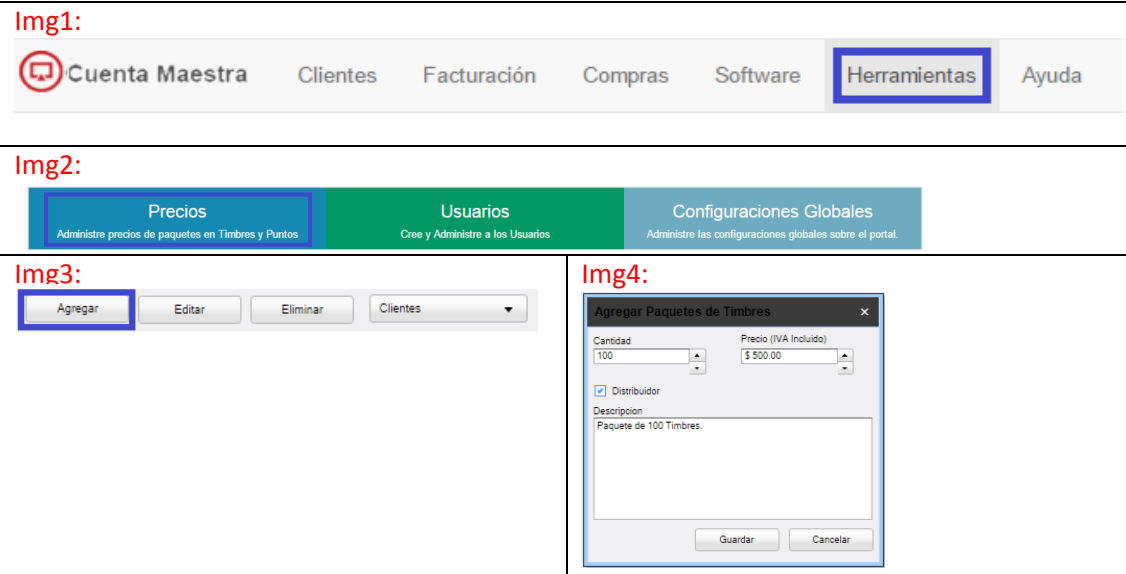 Img1:
Cuenta Maestra Clientes Facturación Compras Software Herramientas Ayuda
Img2:
Precios
Administre precios de paquetes en Timbres y Puntos
Usuarios
Cree y Administre a los Usuarios
Configuraciones Globales
Administre las configuraciones globales sobre el portal.
Img3:
Agregar Editar Eliminar Clientes
Img4:
Agregar Paquetes de Timbres
Cantidad Precio (IVA Incluido)
100 $ 500.00
Distribuidor
Descripcion
Paquete de 100 Timbres.
Guardar Cancelar